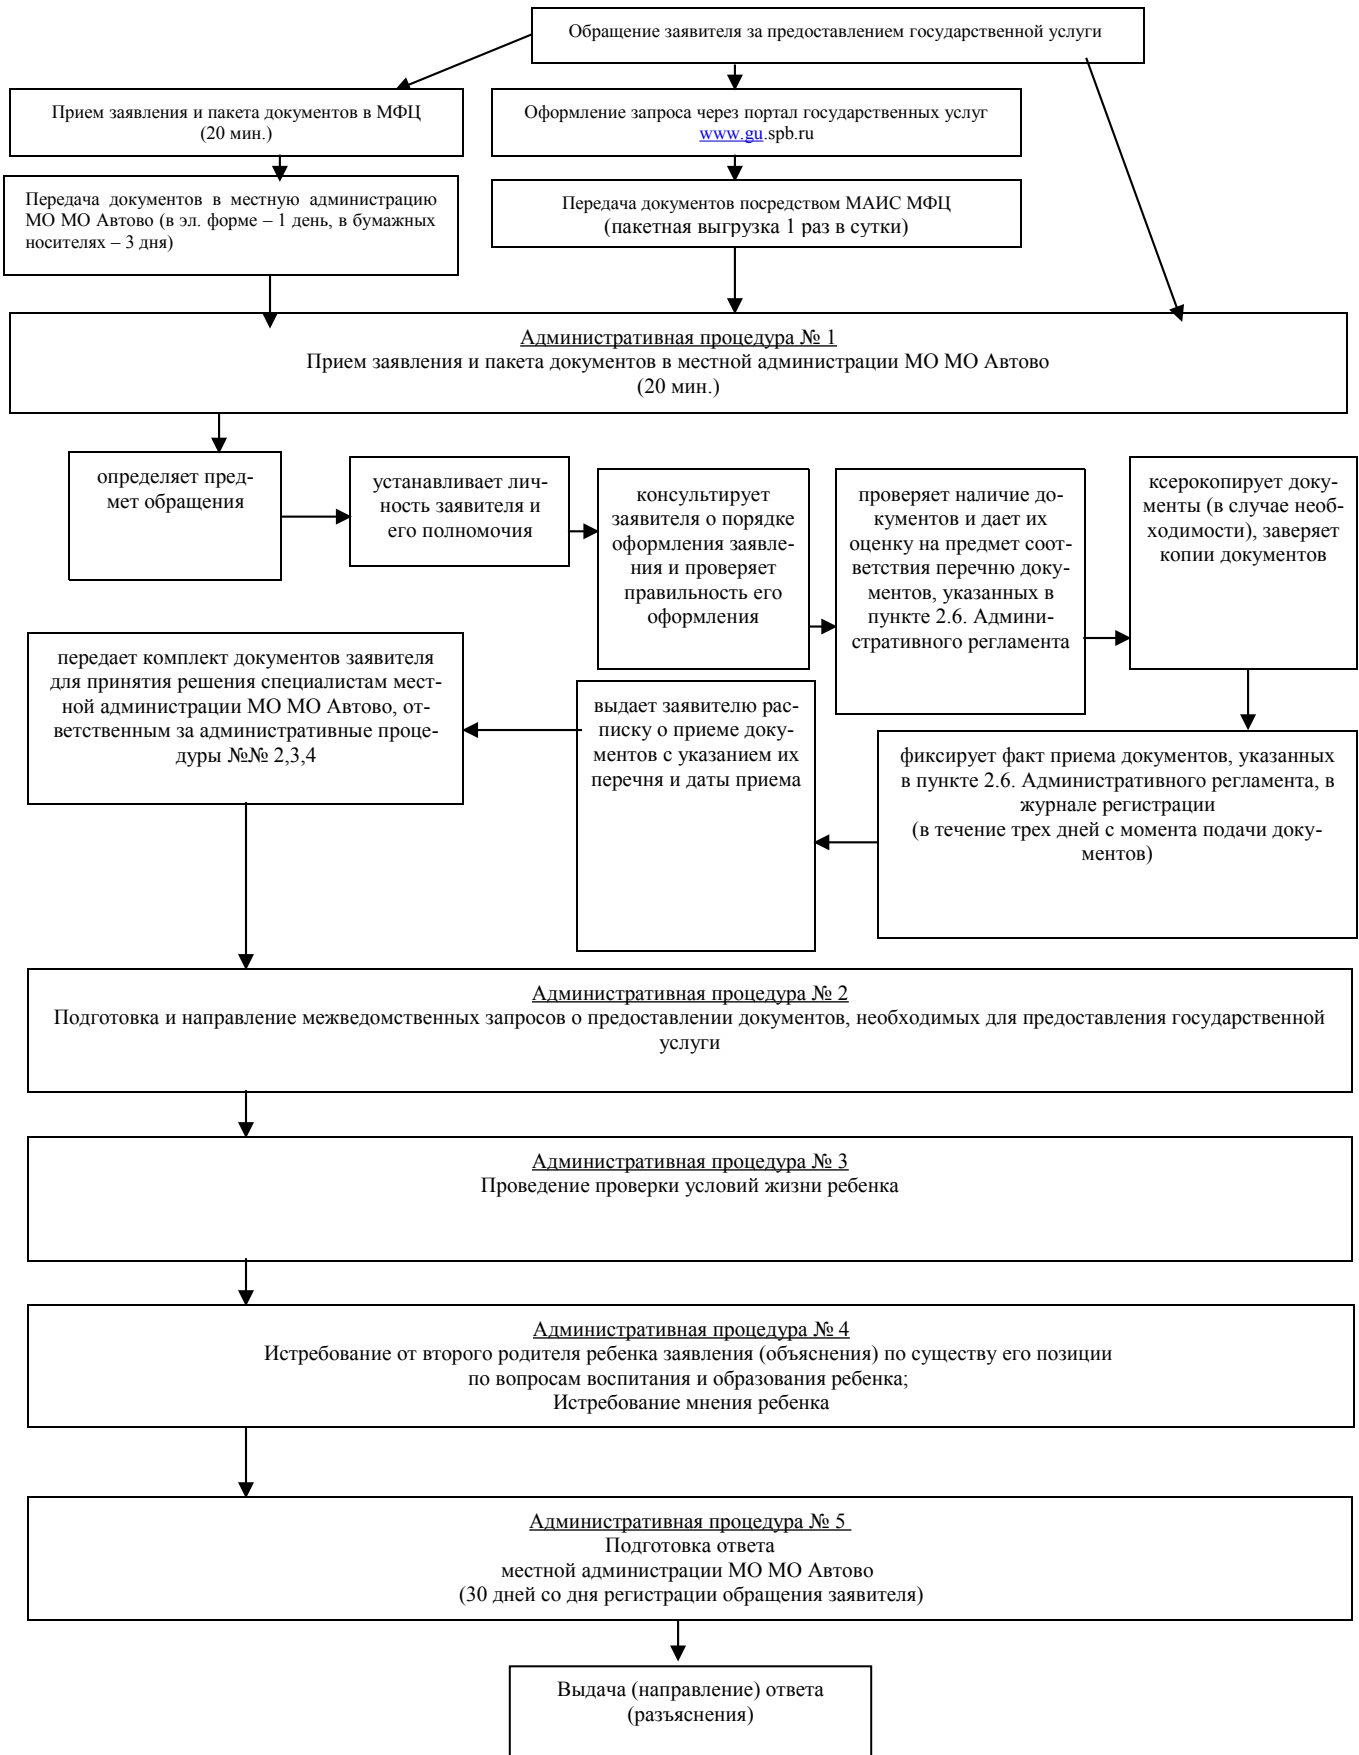 Обращение заявителя за предоставлением государственной услуги
Прием заявления и пакета документов в МФЦ
(20 мин.)
Оформление запроса через портал государственных услуг
www.gu.spb.ru
Передача документов в местную администрацию
МО МО Автово (в эл. форме – 1 день, в бумажных
носителях – 3 дня)
Передача документов посредством МАИС МФЦ
(пакетная выгрузка 1 раз в сутки)
Административная процедура № 1
Прием заявления и пакета документов в местной администрации МО МО Автово
(20 мин.)
определяет пред-
мет обращения
устанавливает лич-
ность заявителя и
его полномочия
консультирует
заявителя о порядке
оформления заявле-
ния и проверяет
правильность его
оформления
проверяет наличие до-
кументов и дает их
оценку на предмет соот-
ветствия перечню доку-
ментов, указанных в
пункте 2.6. Админи-
стративного регламента
ксерокопирует доку-
менты (в случае необ-
ходимости), заверяет
копии документов
фиксирует факт приема документов, указанных
в пункте 2.6. Административного регламента, в
журнале регистрации
(в течение трех дней с момента подачи доку-
ментов)
выдает заявителю рас-
писку о приеме доку-
ментов с указанием их
перечня и даты приема
передает комплект документов заявителя
для принятия решения специалистам мест-
ной администрации МО МО Автово, от-
ветственным за административные проце-
дуры №№ 2,3,4
Административная процедура № 2
Подготовка и направление межведомственных запросов о предоставлении документов, необходимых для предоставления государственной
услуги
Административная процедура № 3
Проведение проверки условий жизни ребенка
Административная процедура № 4
Истребование от второго родителя ребенка заявления (объяснения) по существу его позиции
по вопросам воспитания и образования ребенка;
Истребование мнения ребенка
Административная процедура № 5
Подготовка ответа
местной администрации МО МО Автово
(30 дней со дня регистрации обращения заявителя)
Выдача (направление) ответа
(разъяснения)